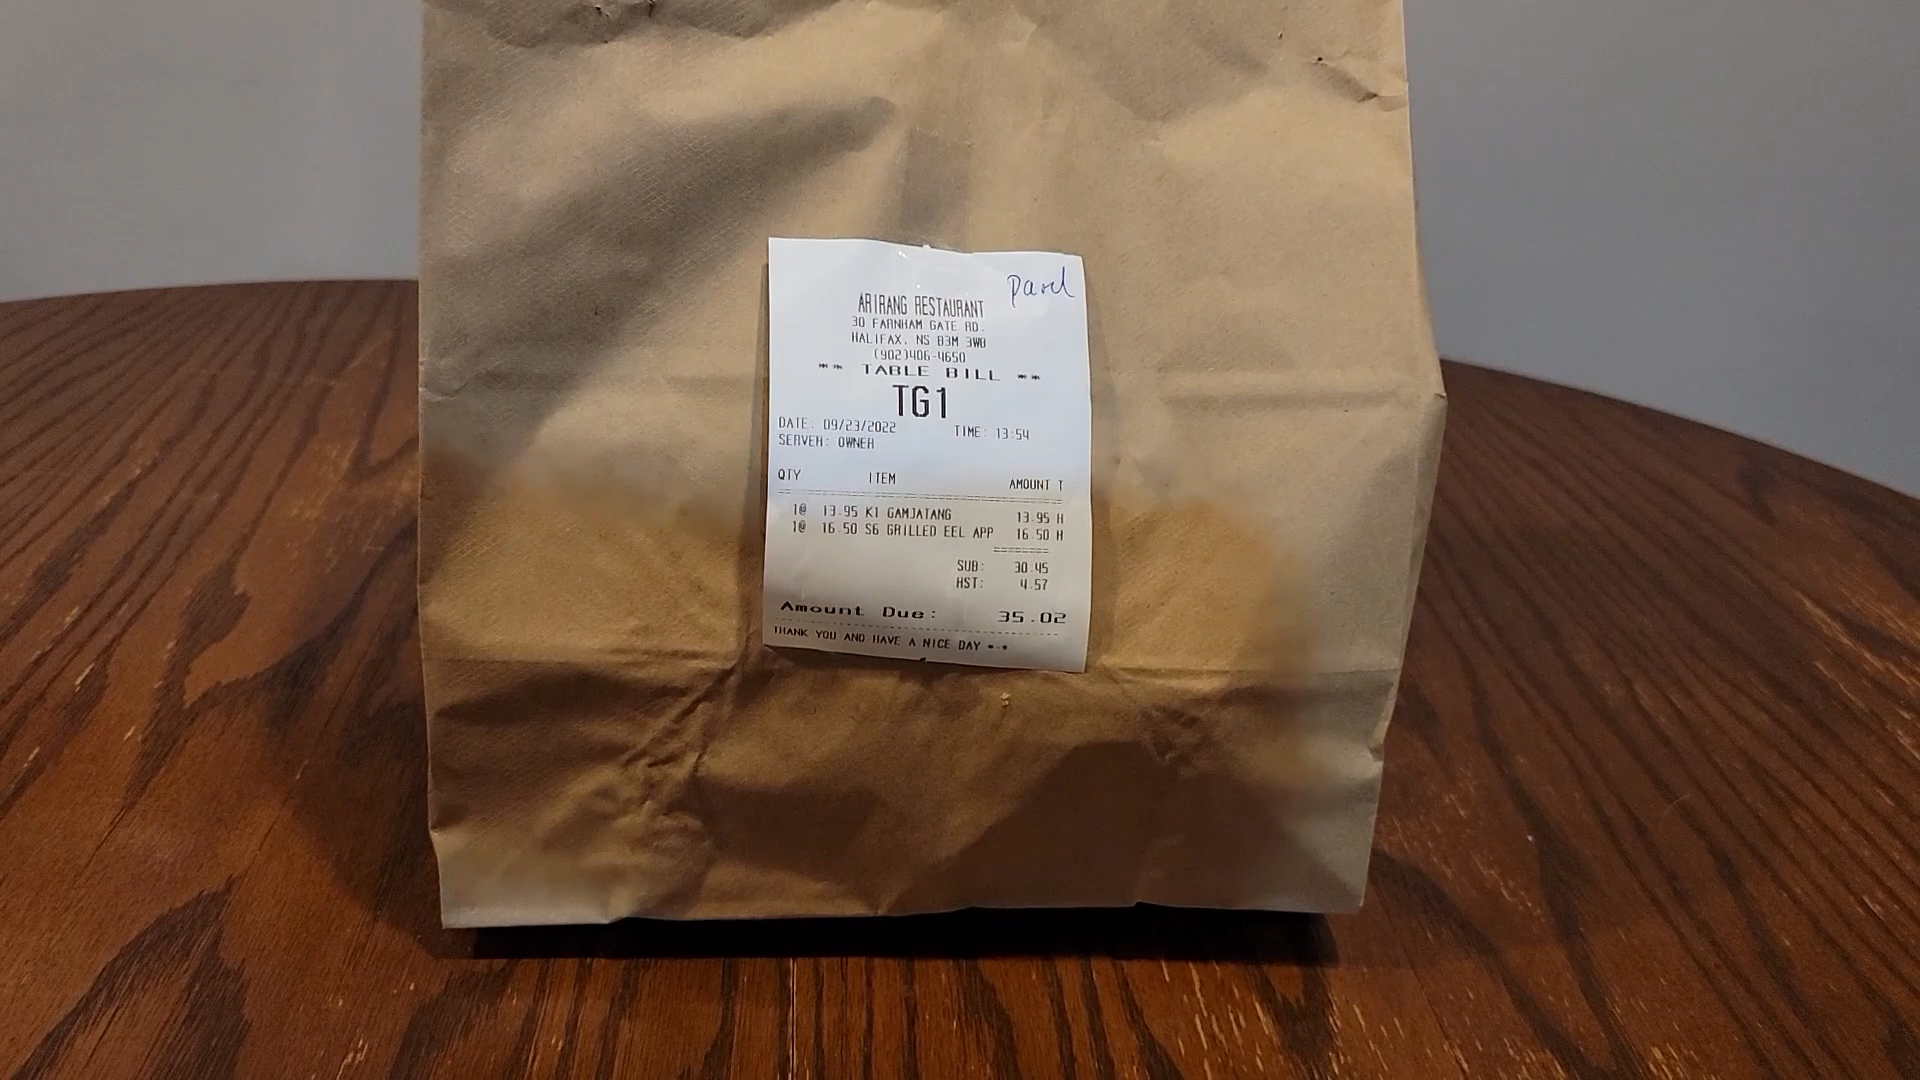 Paul
ARIRANG RESTAURANT
30 FARNHAM GATE RD.
HALIFAX, NS B3M 3W8
(902)406-4650
** TABLE BILL **
TG1
DATE: 09/23/2022 TIME: 13:54
SERVER: OWNER
QTY ITEM AMOUNT T
1@ 13.95 K1 GAMJATANG 13.95 H
1@ 16.50 S6 GRILLED EEL APP 16.50 H
SUB: 30.45
HST: 4.57
Amount Due: 35.02
THANK YOU AND HAVE A NICE DAY ^-^